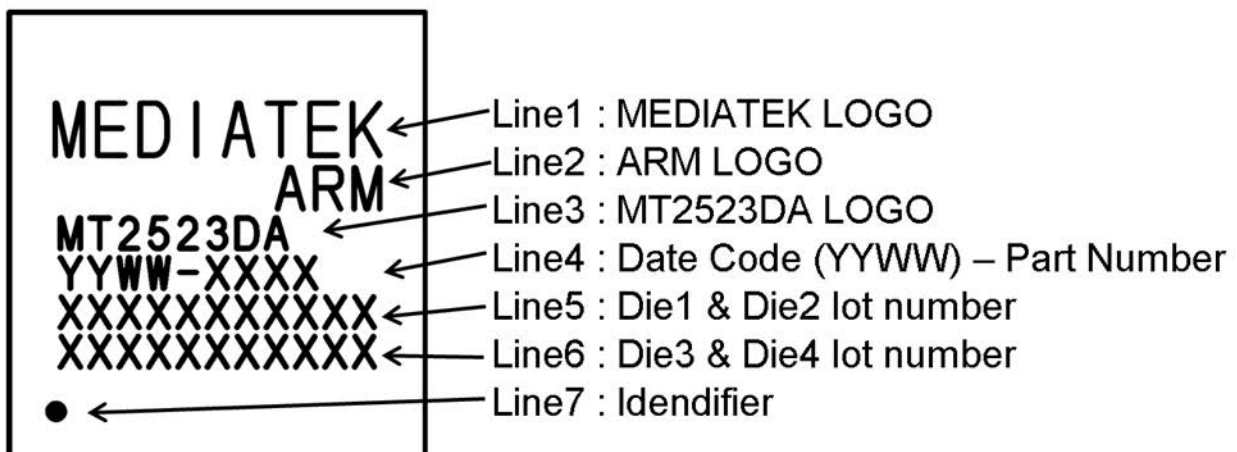 MEDIATEK
ARM
MT2523DA
YYWW-XXXX
XXXXXXXXXXX
XXXXXXXXXXX
Line1 : MEDIATEK LOGO
Line2 : ARM LOGO
Line3 : MT2523DA LOGO
Line4 : Date Code (YYWW) – Part Number
Line5 : Die1 & Die2 lot number
Line6 : Die3 & Die4 lot number
Line7 : Idendifier